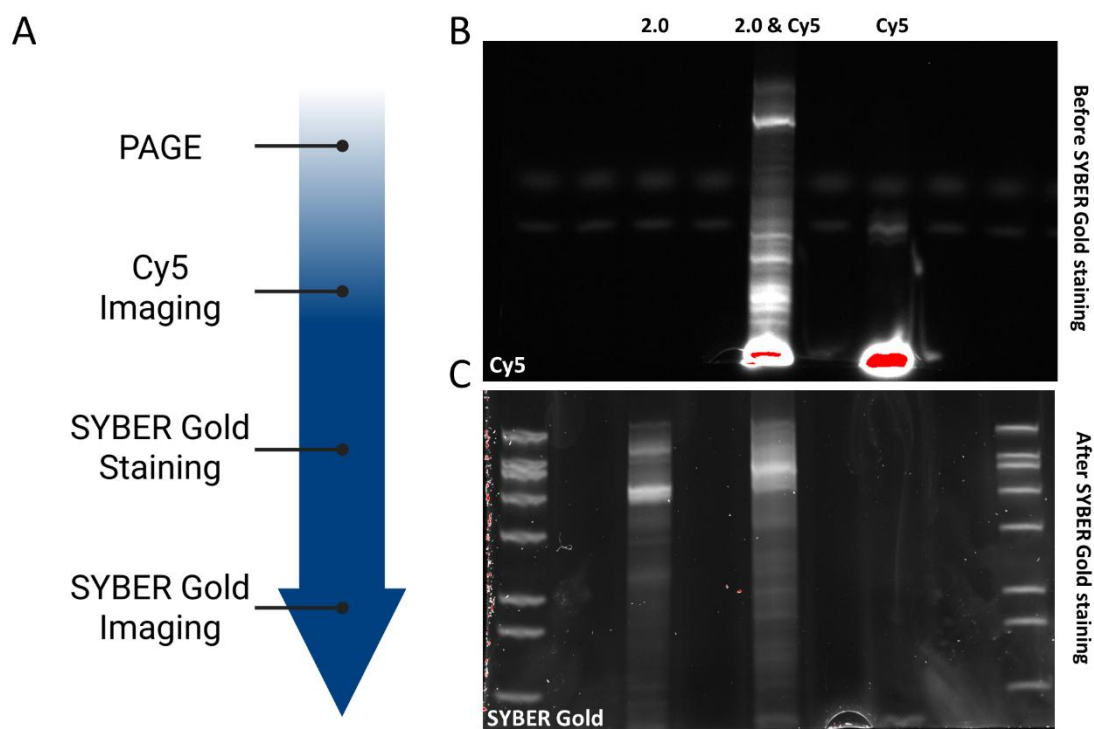 A
PAGE
Cy5
Imaging
SYBER Gold
Staining
SYBER Gold
Imaging
B
2.0
2.0 & Cy5
Cy5
Before SYBER Gold staining
Cy5
C
After SYBER Gold staining
SYBER Gold